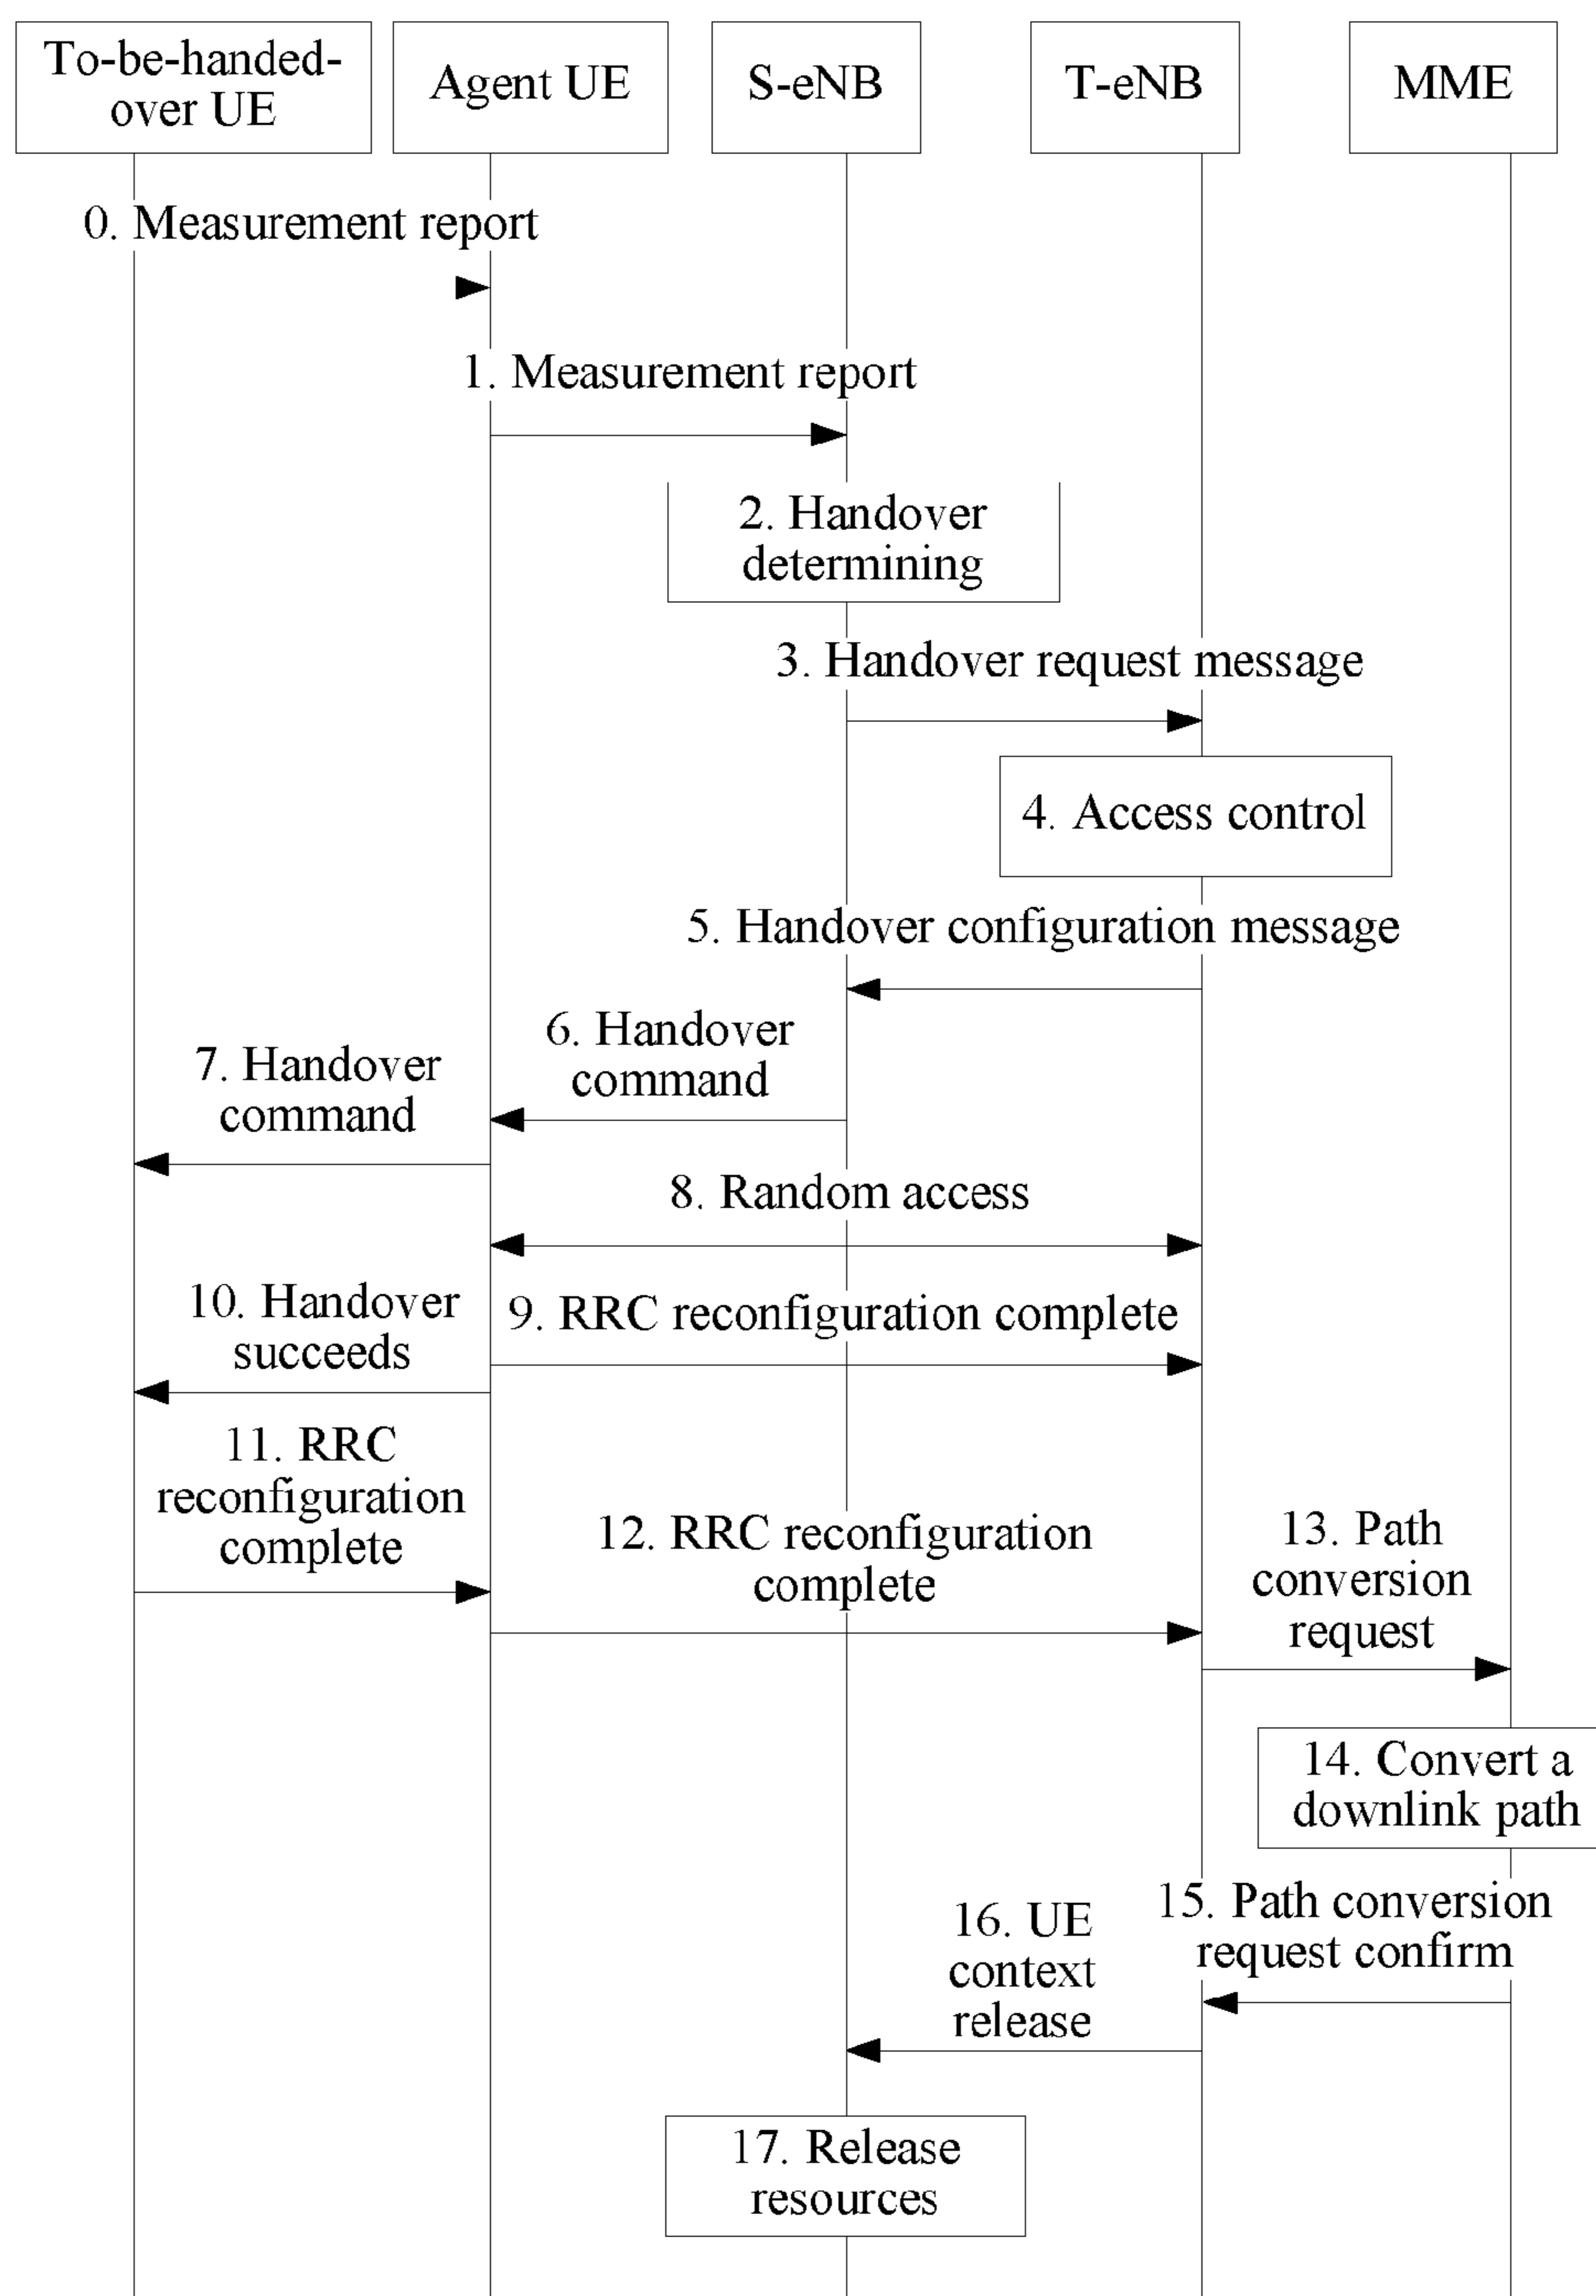 To-be-handed-
over UE
Agent UE
S-eNB
T-eNB
MME
0. Measurement report
1. Measurement report
2. Handover
determining
3. Handover request message
4. Access control
5. Handover configuration message
6. Handover
command
7. Handover
command
8. Random access
9. RRC reconfiguration complete
10. Handover
succeeds
11. RRC
reconfiguration
complete
12. RRC reconfiguration
complete
13. Path
conversion
request
14. Convert a
downlink path
15. Path conversion
request confirm
16. UE
context
release
17. Release
resources